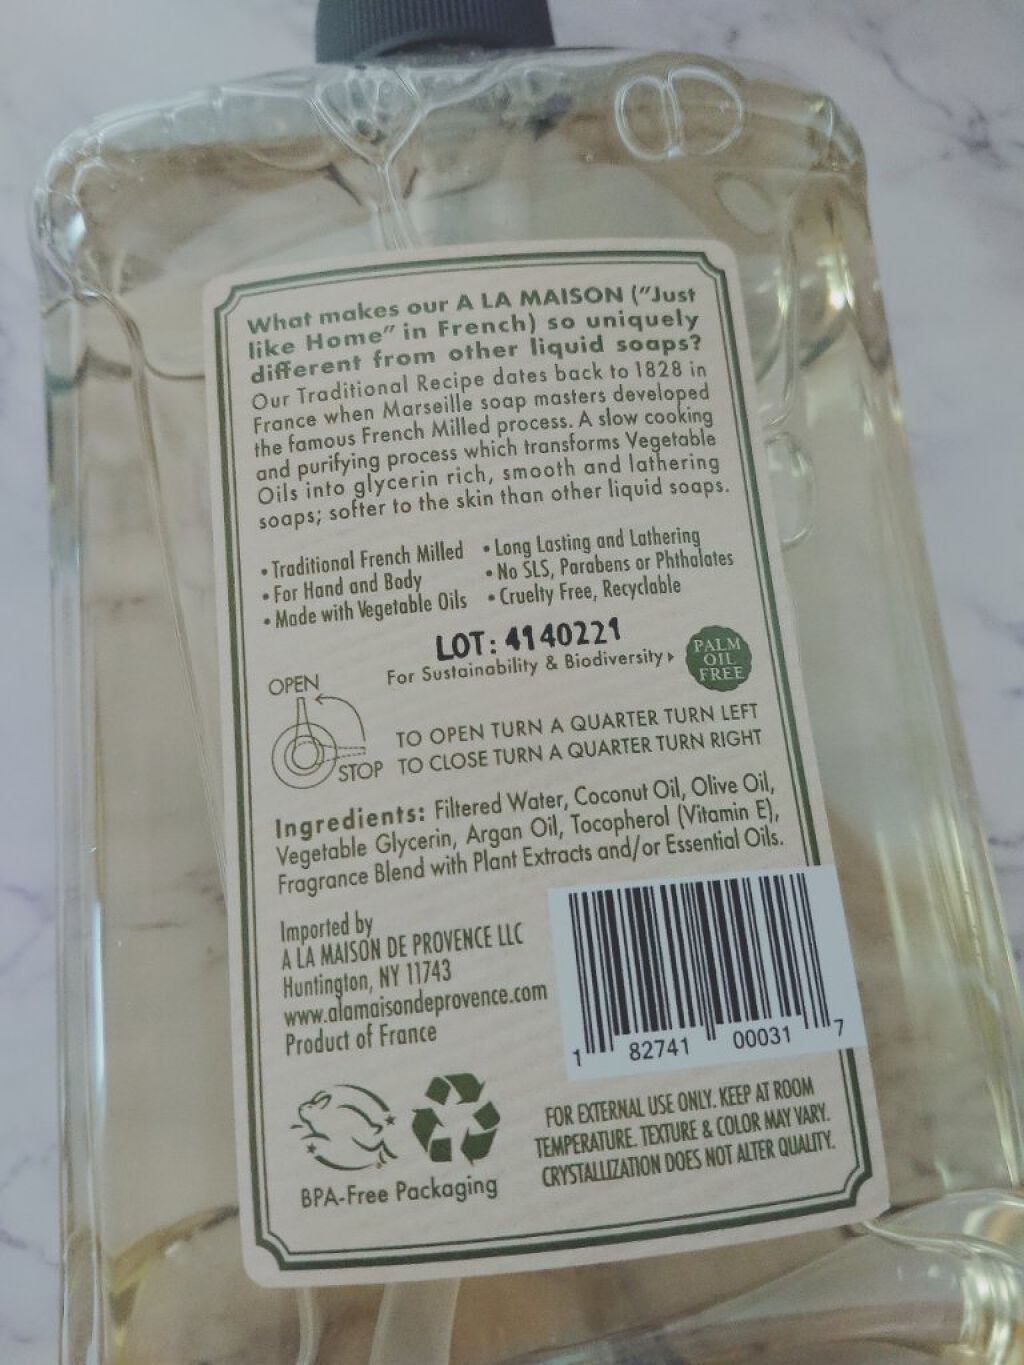 What makes our A LA MAISON ("Just
like Home" in French) so uniquely
different from other liquid soaps?
Our Traditional Recipe dates back to 1828 in
France when Marseille soap masters developed
the famous French Milled process. A slow cooking
and purifying process which transforms Vegetable
Oils into glycerin rich, smooth and lathering
soaps; softer to the skin than other liquid soaps.
• Traditional French Milled
• For Hand and Body
• Made with Vegetable Oils
• Long Lasting and Lathering
• No SLS, Parabens or Phthalates
• Cruelty Free, Recyclable
LOT: 4140221
For Sustainability & Biodiversity
PALM
OIL
FREE
OPEN
STOP
TO OPEN TURN A QUARTER TURN LEFT
TO CLOSE TURN A QUARTER TURN RIGHT
Ingredients: Filtered Water, Coconut Oil, Olive Oil,
Vegetable Glycerin, Argan Oil, Tocopherol (Vitamin E),
Fragrance Blend with Plant Extracts and/or Essential Oils.
Imported by
A LA MAISON DE PROVENCE LLC
Huntington, NY 11743
www.alamaisondeprovence.com
Product of France
1 82741 00031 7
BPA-Free Packaging
FOR EXTERNAL USE ONLY. KEEP AT ROOM
TEMPERATURE. TEXTURE & COLOR MAY VARY.
CRYSTALLIZATION DOES NOT ALTER QUALITY.